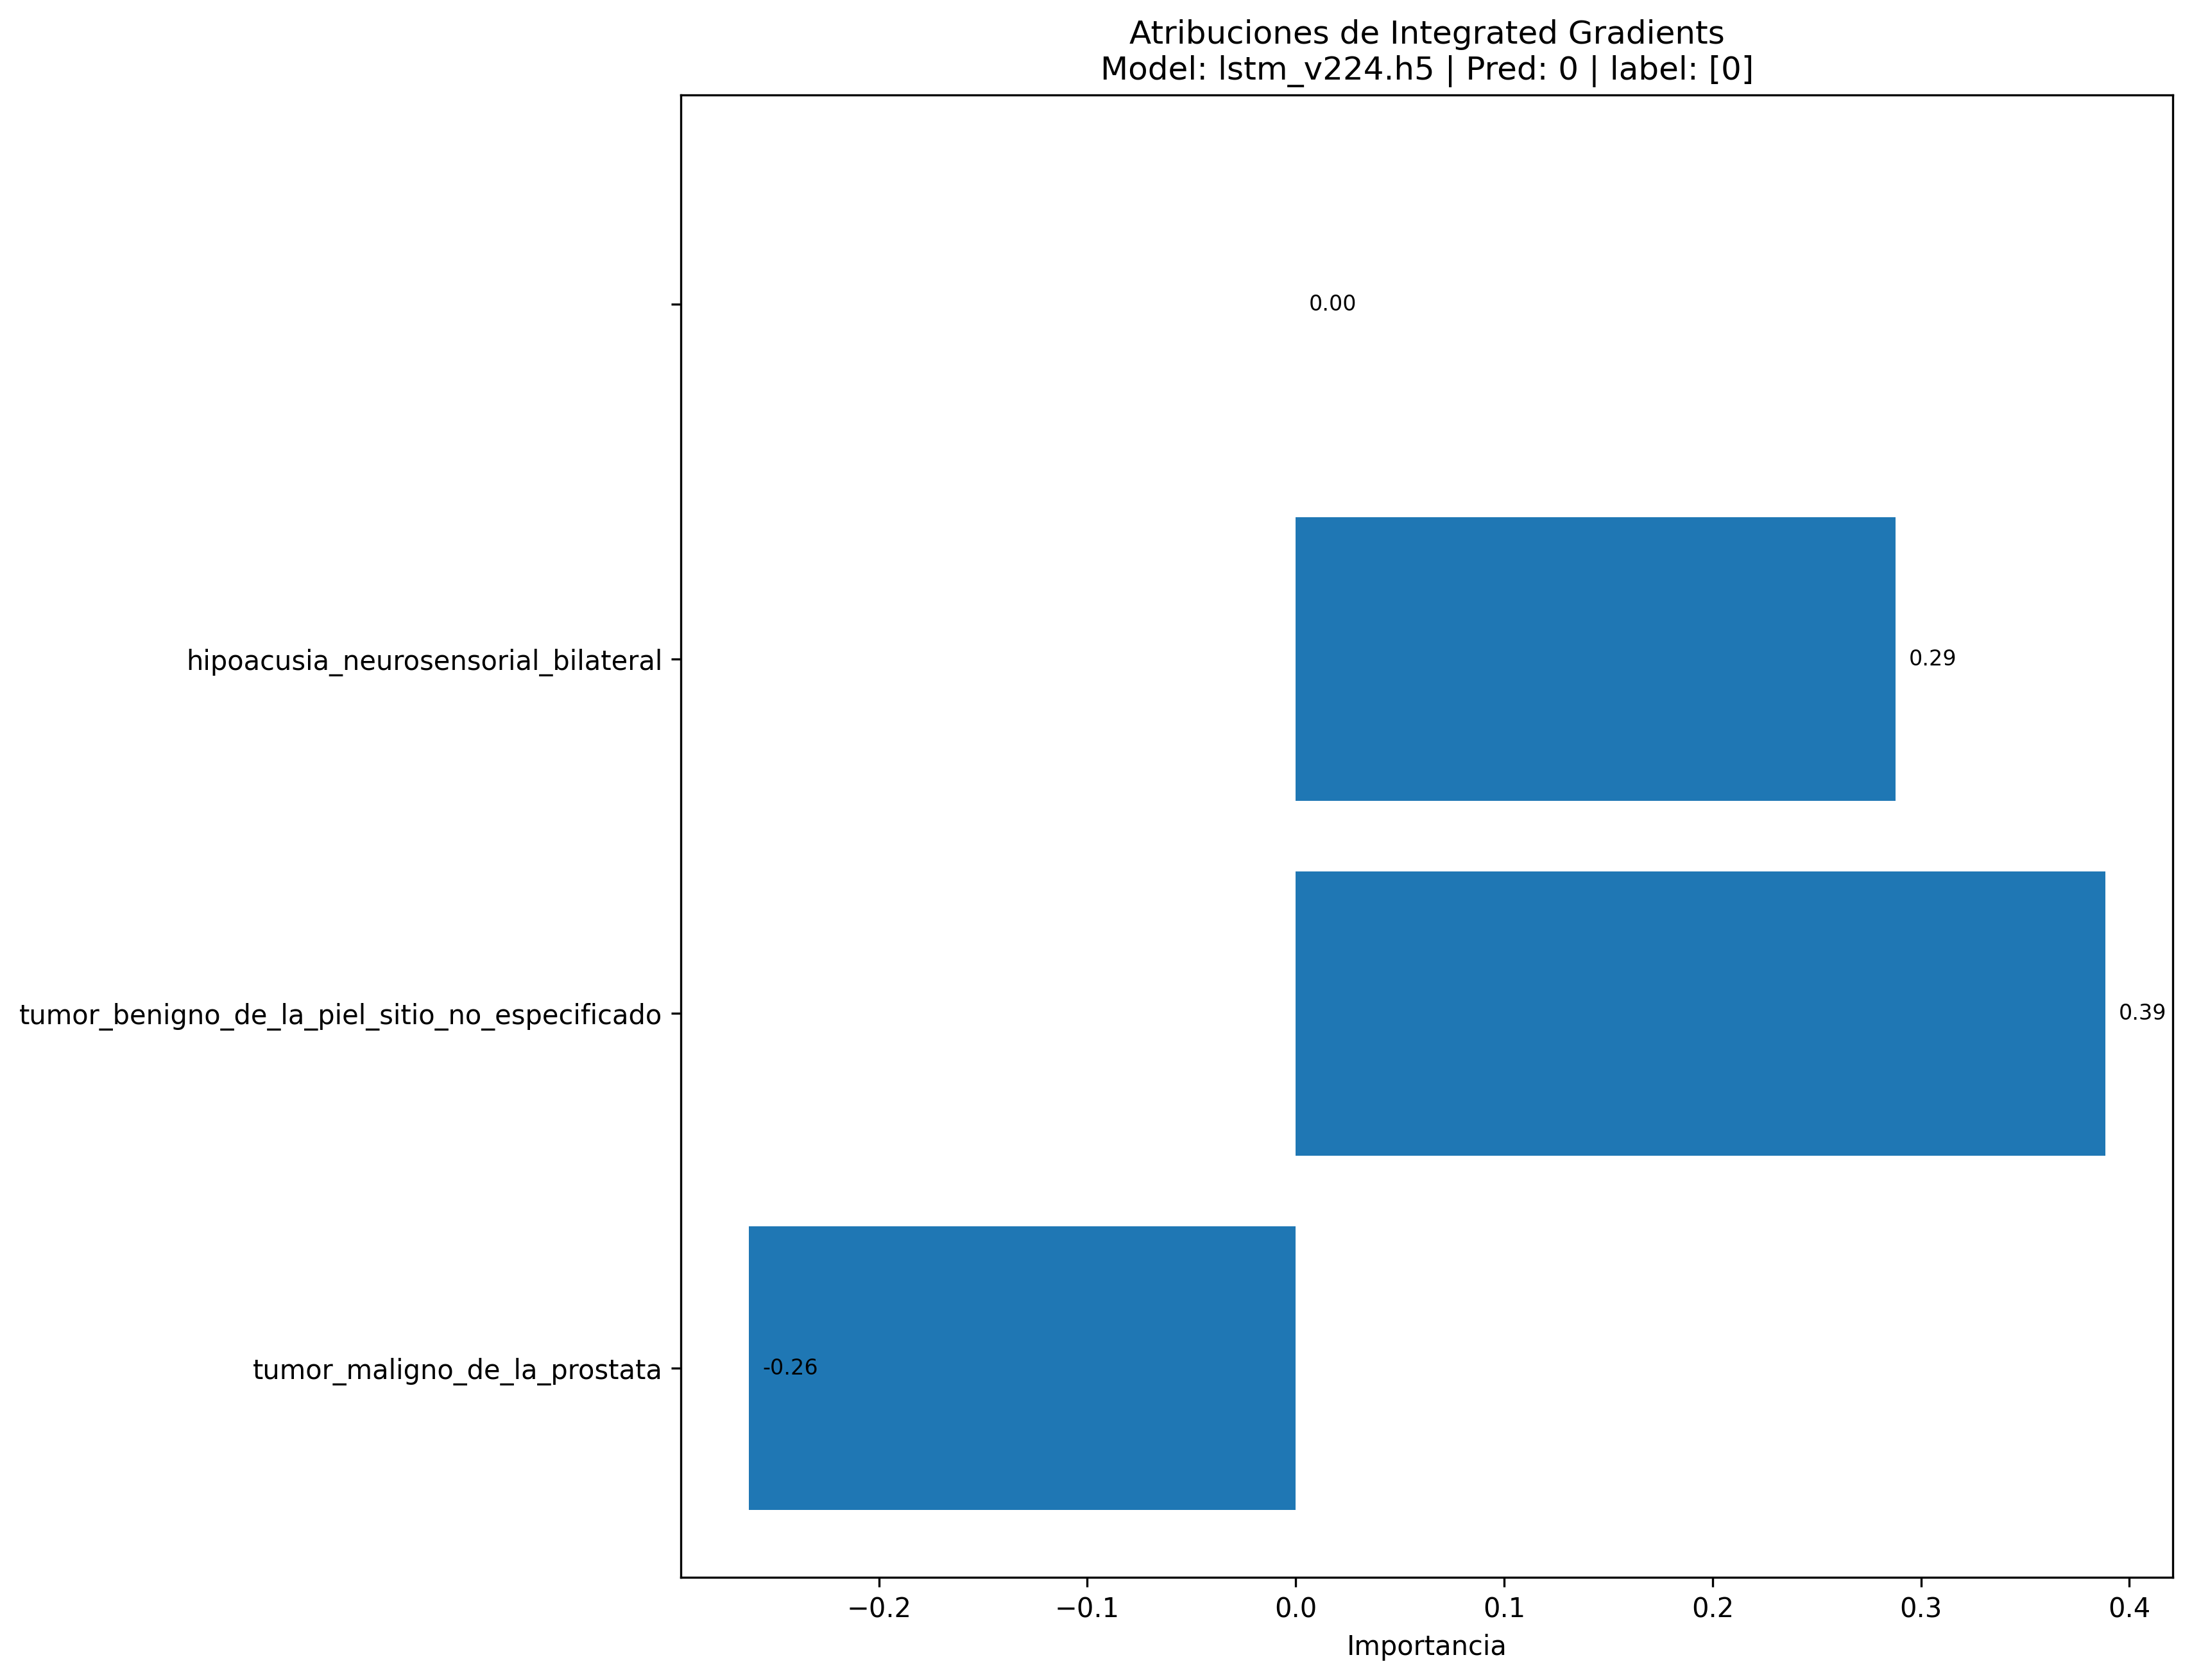 Atribuciones de Integrated Gradients
Model: lstm_v224.h5 | Pred: 0 | label: [0]
0.00
hipoacusia_neurosensorial_bilateral
0.29
tumor_benigno_de_la_piel_sitio_no_especificado
0.39
tumor_maligno_de_la_prostata
-0.26
−0.2 −0.1 0.0 0.1 0.2 0.3 0.4
Importancia